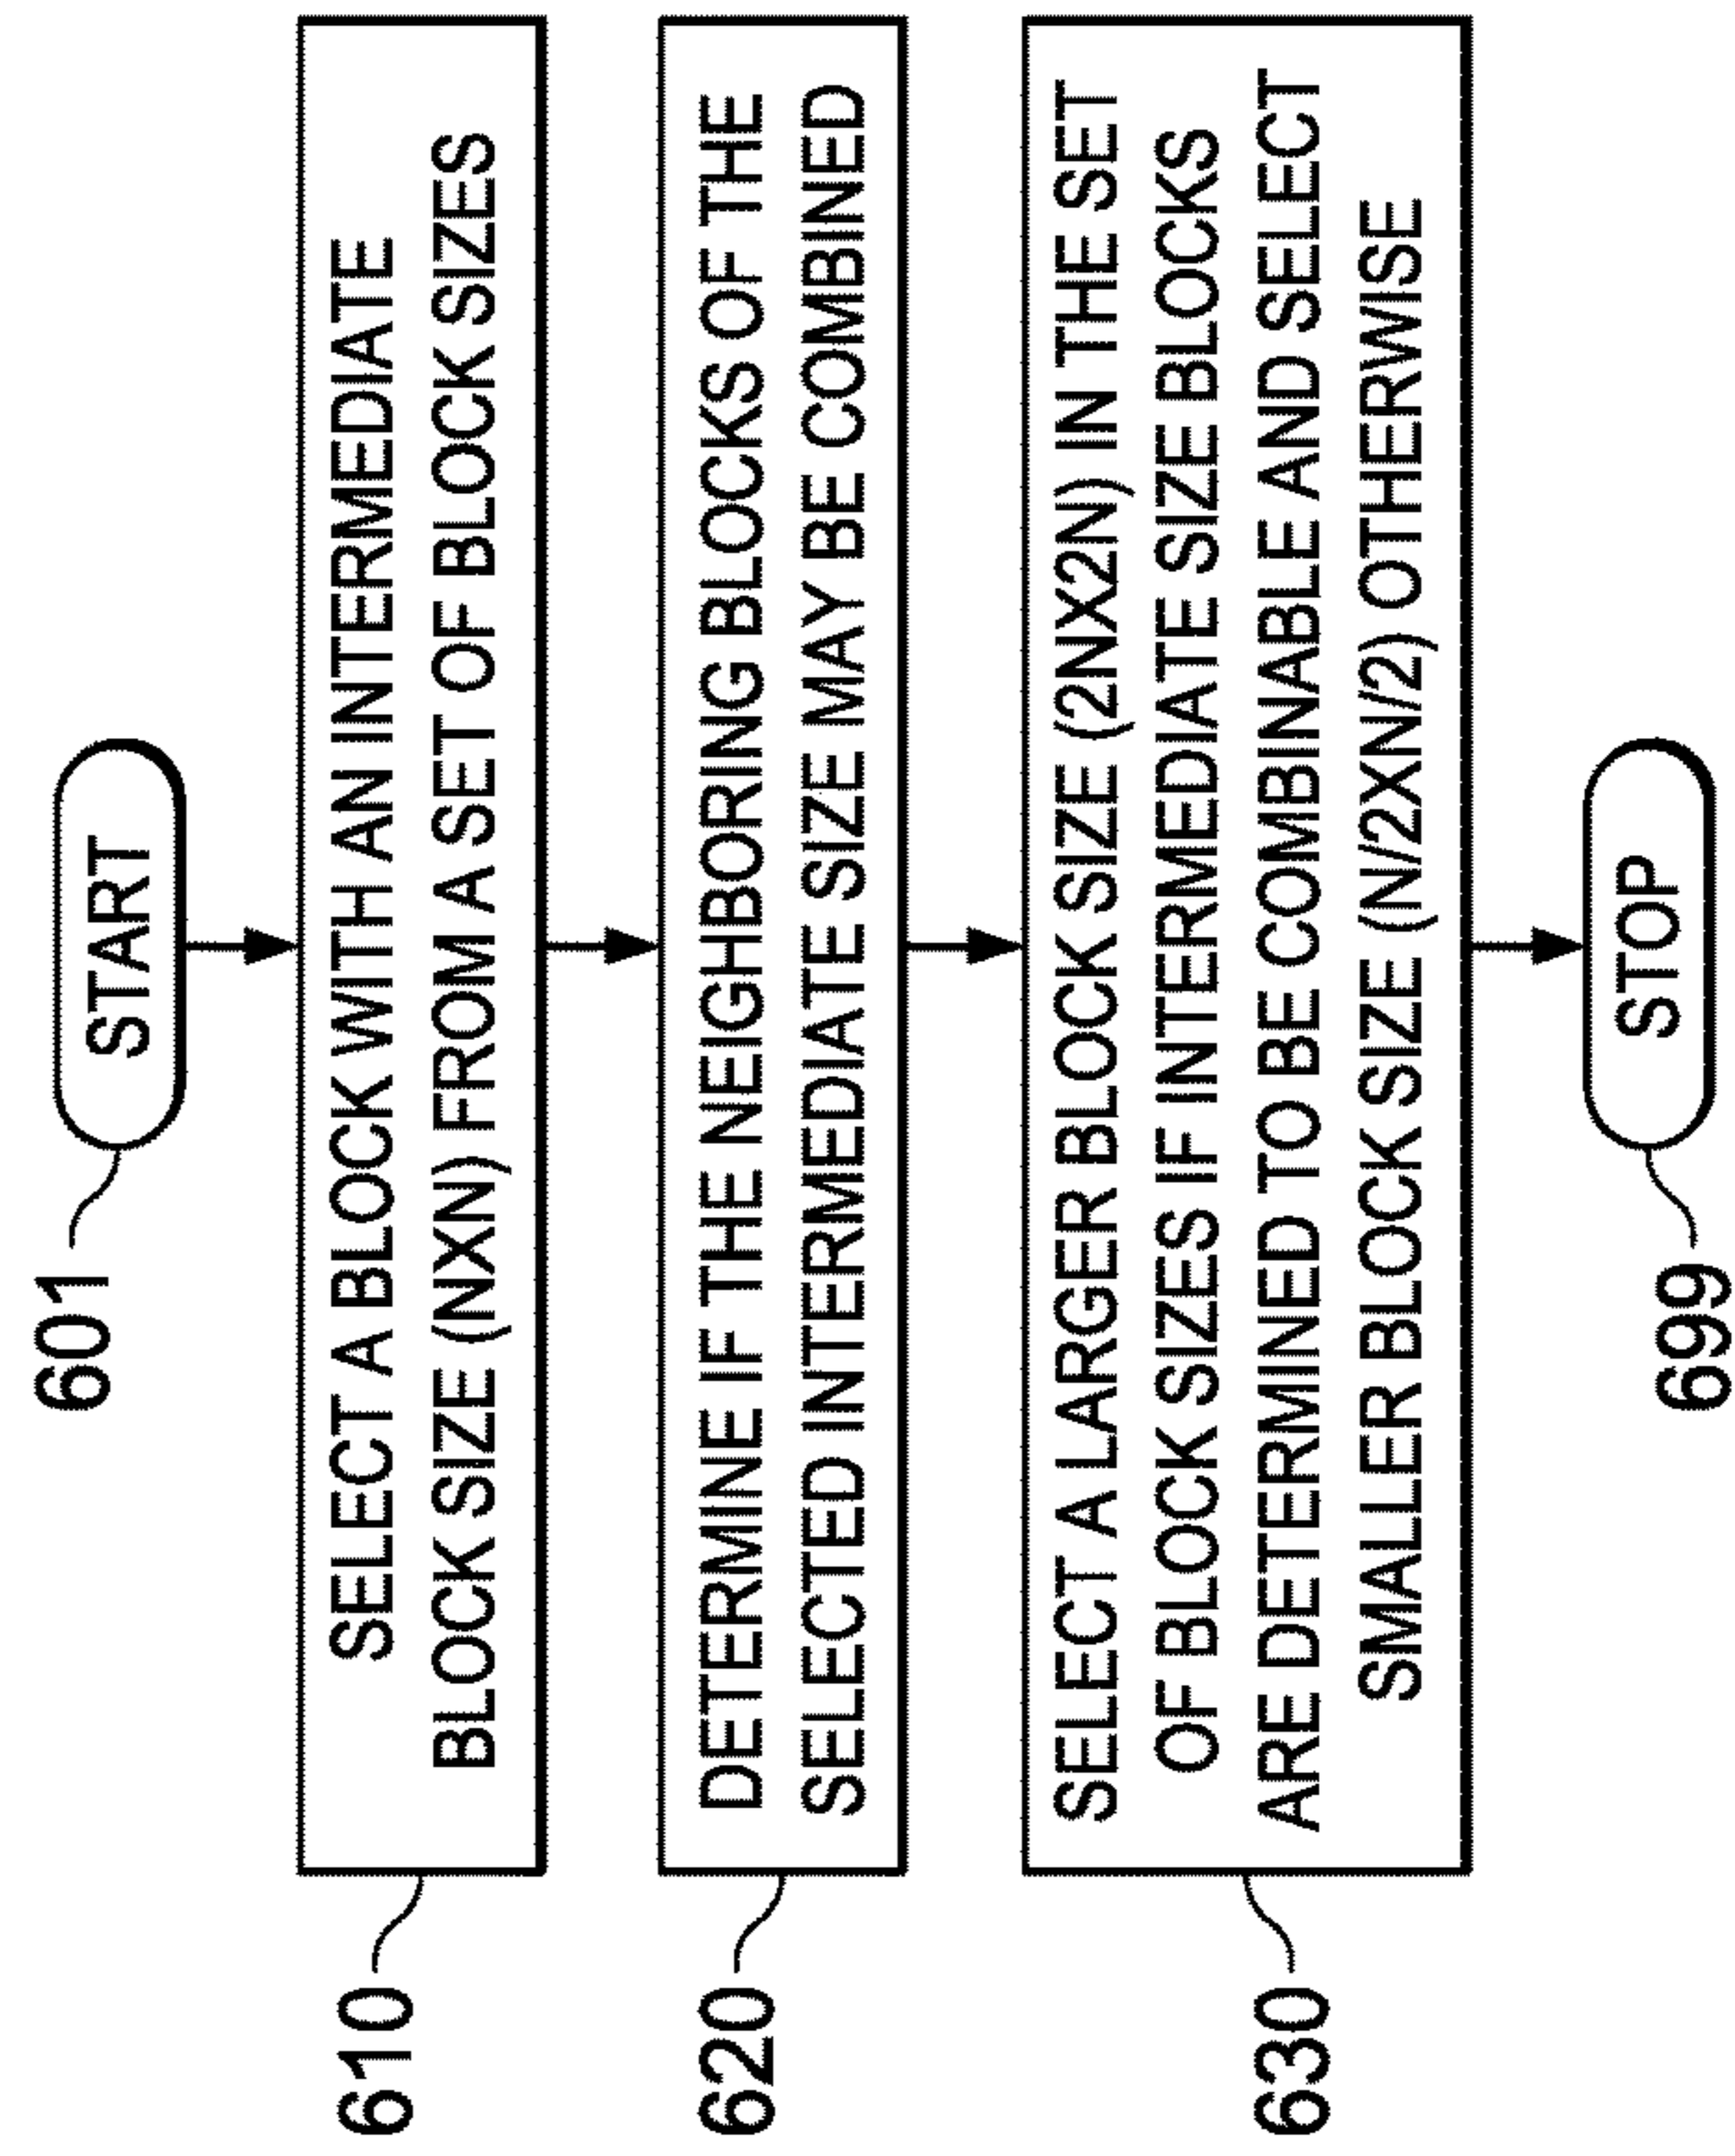 601
START
610
SELECT A BLOCK WITH AN INTERMEDIATE
BLOCK SIZE (NXN) FROM A SET OF BLOCK SIZES
620
DETERMINE IF THE NEIGHBORING BLOCKS OF THE
SELECTED INTERMEDIATE SIZE MAY BE COMBINED
630
SELECT A LARGER BLOCK SIZE (2NX2N) IN THE SET
OF BLOCK SIZES IF INTERMEDIATE SIZE BLOCKS
ARE DETERMINED TO BE COMBINABLE AND SELECT
SMALLER BLOCK SIZE (N/2XN/2) OTHERWISE
699
STOP